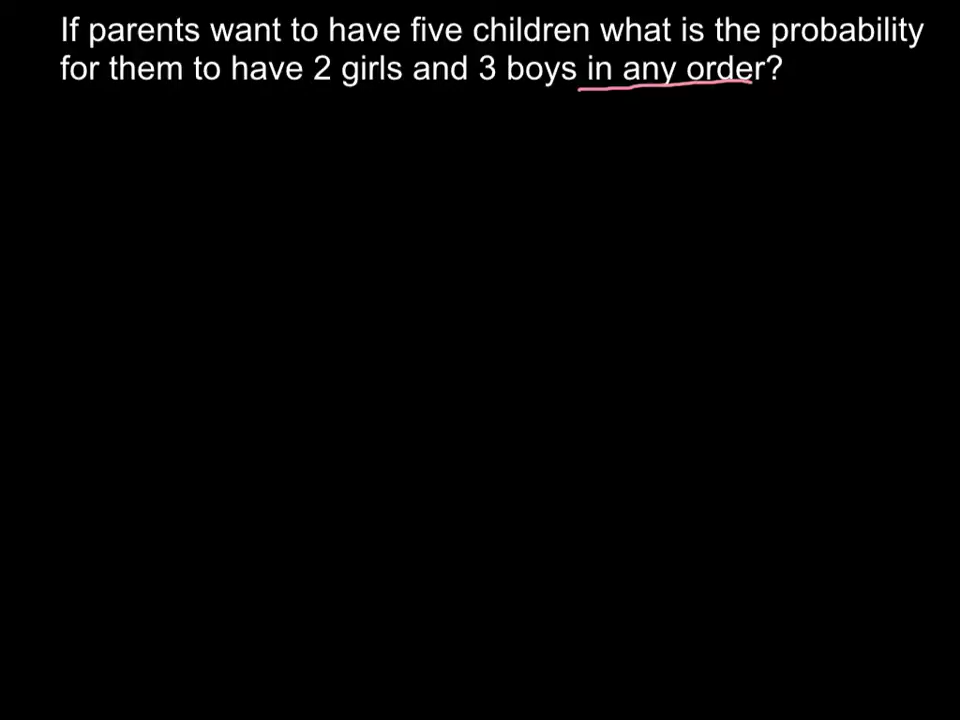 If parents want to have five children what is the probability
for them to have 2 girls and 3 boys in any order?